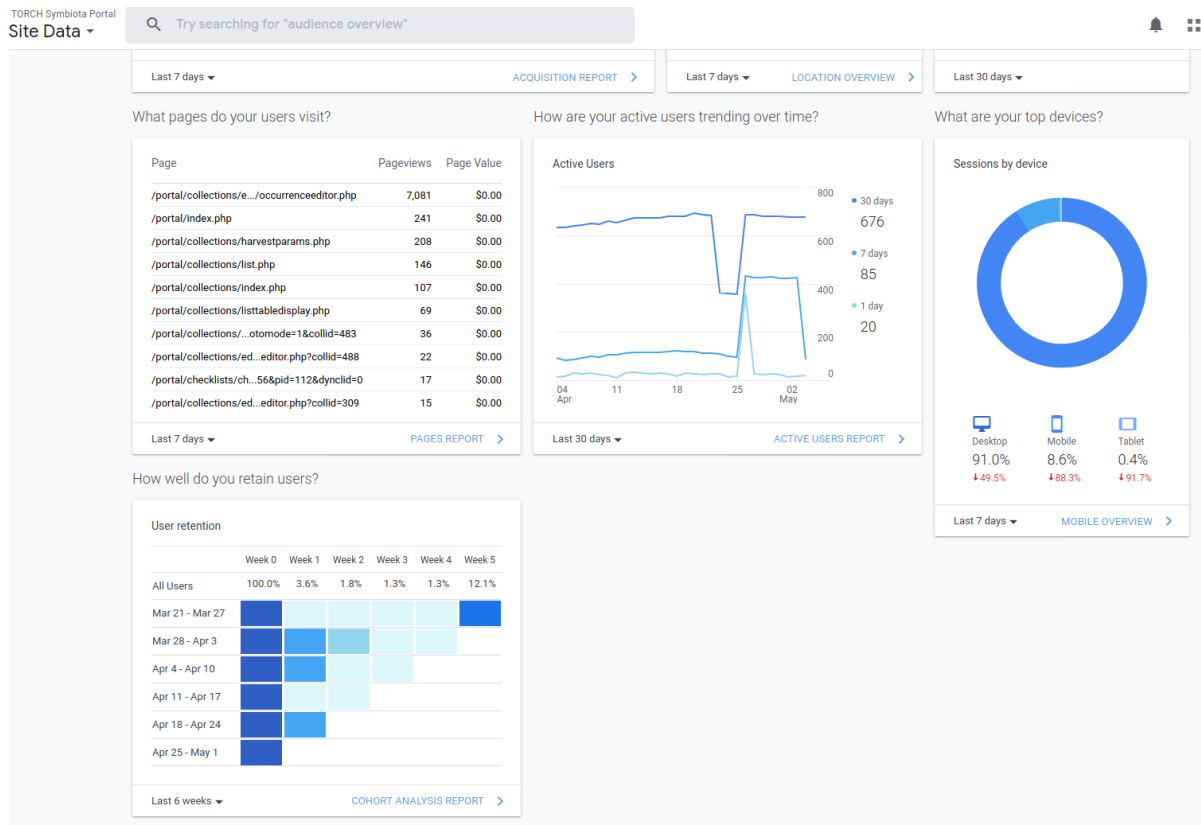 TORCH Symbiota Portal
Site Data
Try searching for "audience overview"
Last 7 days
ACQUISITION REPORT
Last 7 days
LOCATION OVERVIEW
Last 30 days
What pages do your users visit?
Page Pageviews Page Value
/portal/collections/e.../occurrenceeditor.php 7,081 $0.00
/portal/index.php 241 $0.00
/portal/collections/harvestparams.php 208 $0.00
/portal/collections/list.php 146 $0.00
/portal/collections/index.php 107 $0.00
/portal/collections/listtabledisplay.php 69 $0.00
/portal/collections/...otomode=1&collid=483 36 $0.00
/portal/collections/ed...editor.php?collid=488 22 $0.00
/portal/checklists/ch...56&pid=112&dynclid=0 17 $0.00
/portal/collections/ed...editor.php?collid=309 15 $0.00
Last 7 days
PAGES REPORT
How are your active users trending over time?
Active Users
800
600
400
200
0
04 Apr
11
18
25
02 May
30 days
676
7 days
85
1 day
20
Last 30 days
ACTIVE USERS REPORT
What are your top devices?
Sessions by device
Desktop Mobile Tablet
91.0% 8.6% 0.4%
49.5% 88.3% 91.7%
Last 7 days
MOBILE OVERVIEW
How well do you retain users?
User retention
Week 0 Week 1 Week 2 Week 3 Week 4 Week 5
All Users 100.0% 3.6% 1.8% 1.3% 1.3% 12.1%
Mar 21 - Mar 27
Mar 28 - Apr 3
Apr 4 - Apr 10
Apr 11 - Apr 17
Apr 18 - Apr 24
Apr 25 - May 1
Last 6 weeks
COHORT ANALYSIS REPORT